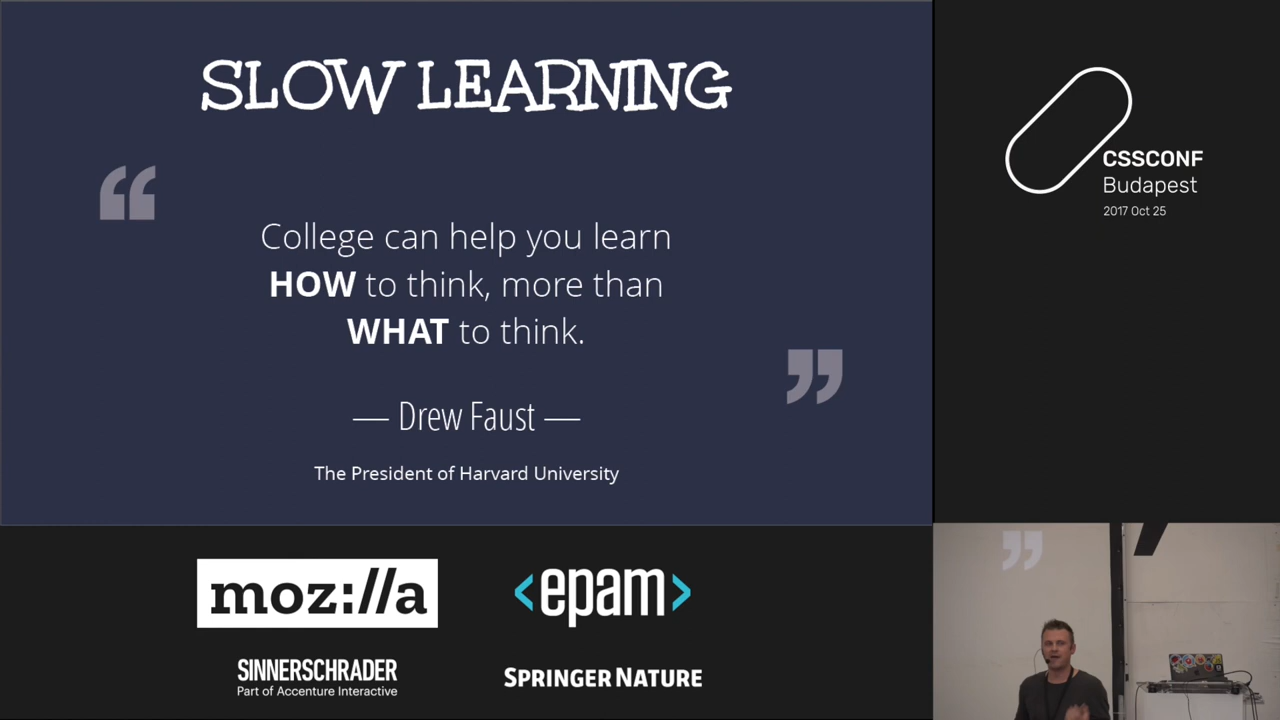 SLOW LEARNING
“
College can help you learn
HOW to think, more than
WHAT to think.
”
— Drew Faust —
The President of Harvard University
CSSCONF
Budapest
2017 Oct 25
moz://a
<epam>
SINNERSCHRADER
Part of Accenture Interactive
SPRINGER NATURE